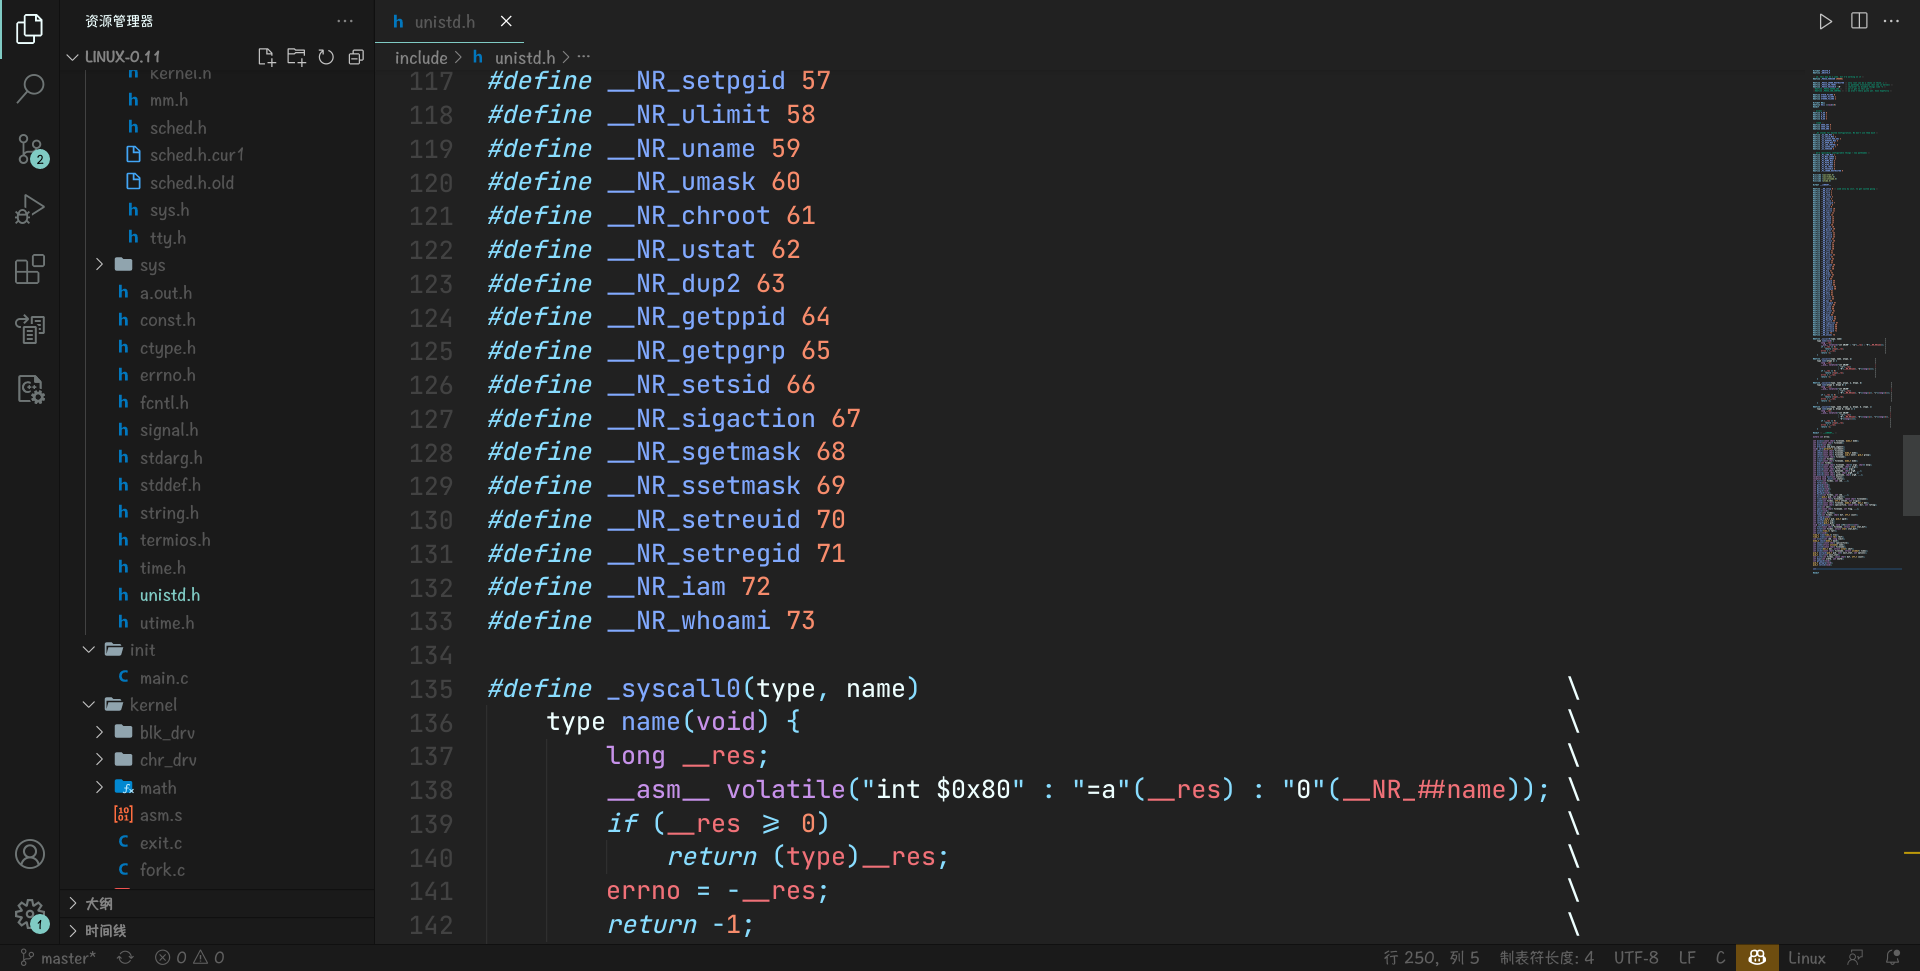 资源管理器
LINUX-0.11
kernel.h
mm.h
sched.h
sched.h.cur1
sched.h.old
sys.h
tty.h
sys
a.out.h
const.h
ctype.h
errno.h
fcntl.h
signal.h
stdarg.h
stddef.h
string.h
termios.h
time.h
unistd.h
utime.h
init
main.c
kernel
blk_drv
chr_drv
math
asm.s
exit.c
fork.c
大纲
时间线
2
1
unistd.h
include > unistd.h > ...
117 #define __NR_setpgid 57
118 #define __NR_ulimit 58
119 #define __NR_uname 59
120 #define __NR_umask 60
121 #define __NR_chroot 61
122 #define __NR_ustat 62
123 #define __NR_dup2 63
124 #define __NR_getppid 64
125 #define __NR_getpgrp 65
126 #define __NR_setsid 66
127 #define __NR_sigaction 67
128 #define __NR_sgetmask 68
129 #define __NR_ssetmask 69
130 #define __NR_setreuid 70
131 #define __NR_setregid 71
132 #define __NR_iam 72
133 #define __NR_whoami 73
134
135 #define _syscall0(type, name) \
136 type name(void) { \
137 long __res; \
138 __asm__ volatile("int $0x80" : "=a"(__res) : "0"(__NR_##name)); \
139 if (__res >= 0) \
140 return (type)__res; \
141 errno = -__res; \
142 return -1; \
master* 0 0 行 250, 列 5 制表符长度: 4 UTF-8 LF C Linux